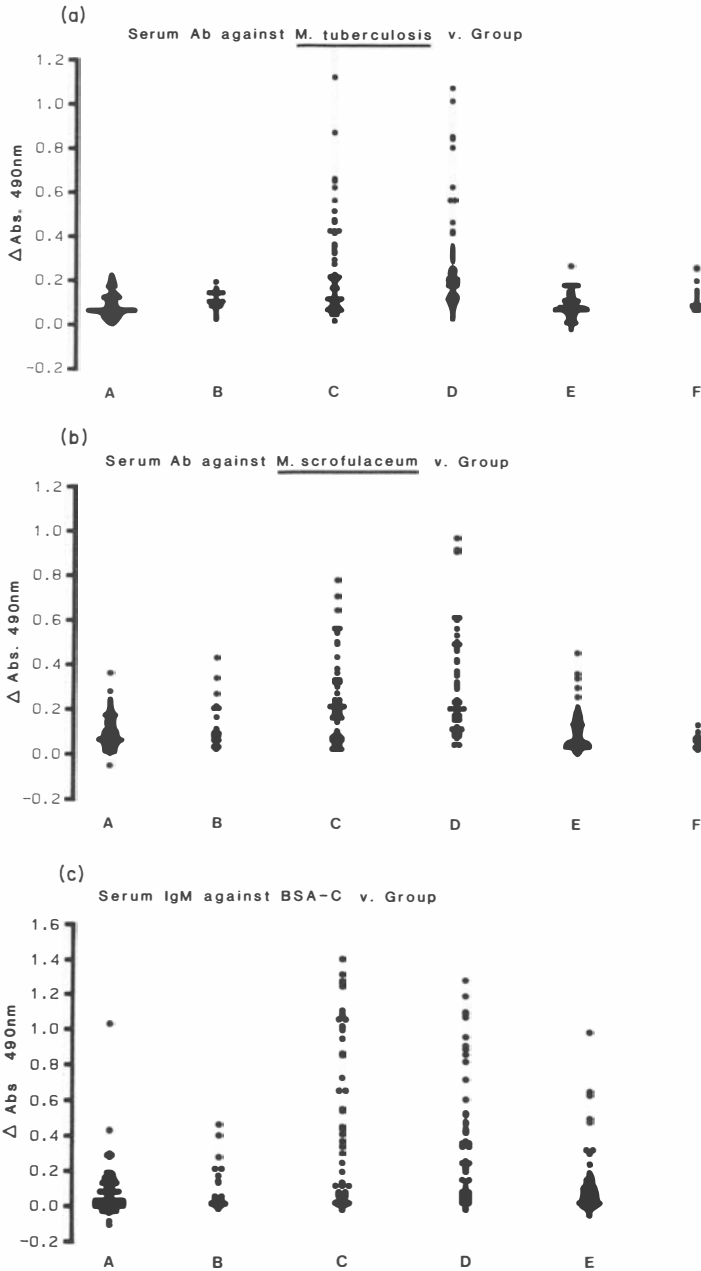 (a)
Serum Ab against M. tuberculosis v. Group
Δ Abs. 490nm
1.2
1.0
0.8
0.6
0.4
0.2
0.0
-0.2
A B C D E F
(b)
Serum Ab against M. scrofulaceum v. Group
Δ Abs. 490nm
1.2
1.0
0.8
0.6
0.4
0.2
0.0
-0.2
A B C D E F
(c)
Serum IgM against BSA-C v. Group
Δ Abs 490nm
1.6
1.4
1.2
1.0
0.8
0.6
0.4
0.2
0.0
-0.2
A B C D E